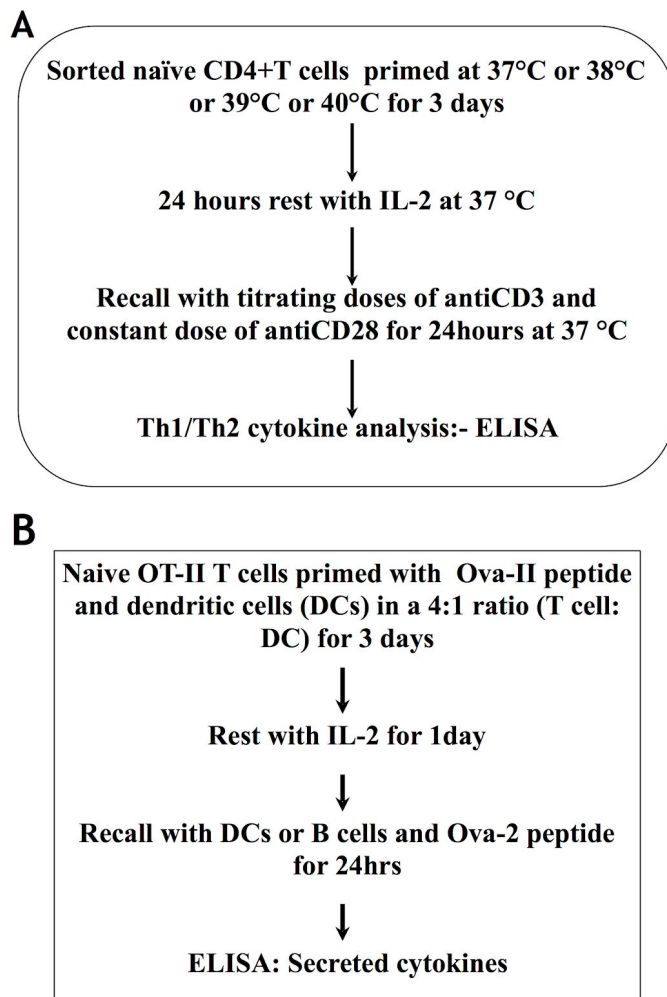 A
Sorted naïve CD4+T cells primed at 37°C or 38°C
or 39°C or 40°C for 3 days
24 hours rest with IL-2 at 37 °C
Recall with titrating doses of antiCD3 and
constant dose of antiCD28 for 24hours at 37 °C
Th1/Th2 cytokine analysis:- ELISA
B
Naive OT-II T cells primed with Ova-II peptide
and dendritic cells (DCs) in a 4:1 ratio (T cell:
DC) for 3 days
Rest with IL-2 for 1day
Recall with DCs or B cells and Ova-2 peptide
for 24hrs
ELISA: Secreted cytokines